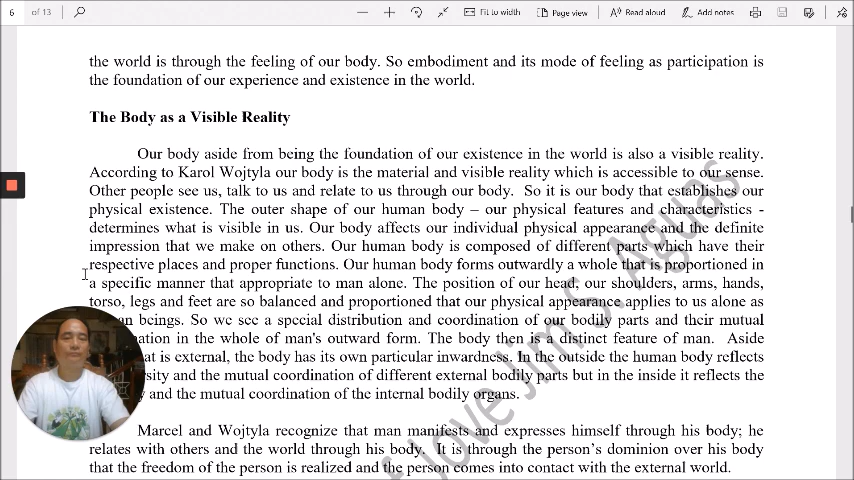 6 of 13 Fit to width Page view Read aloud Add notes
the world is through the feeling of our body. So embodiment and its mode of feeling as participation is
the foundation of our experience and existence in the world.
The Body as a Visible Reality
Our body aside from being the foundation of our existence in the world is also a visible reality.
According to Karol Wojtyla our body is the material and visible reality which is accessible to our sense.
Other people see us, talk to us and relate to us through our body. So it is our body that establishes our
physical existence. The outer shape of our human body – our physical features and characteristics -
determines what is visible in us. Our body affects our individual physical appearance and the definite
impression that we make on others. Our human body is composed of different parts which have their
respective places and proper functions. Our human body forms outwardly a whole that is proportioned in
a specific manner that appropriate to man alone. The position of our head, our shoulders, arms, hands,
torso, legs and feet are so balanced and proportioned that our physical appearance applies to us alone as
beings. So we see a special distribution and coordination of our bodily parts and their mutual
in the whole of man's outward form. The body then is a distinct feature of man. Aside
is external, the body has its own particular inwardness. In the outside the human body reflects
and the mutual coordination of different external bodily parts but in the inside it reflects the
and the mutual coordination of the internal bodily organs.
Marcel and Wojtyla recognize that man manifests and expresses himself through his body; he
relates with others and the world through his body. It is through the person's dominion over his body
that the freedom of the person is realized and the person comes into contact with the external world.
love Jim S. Aguas